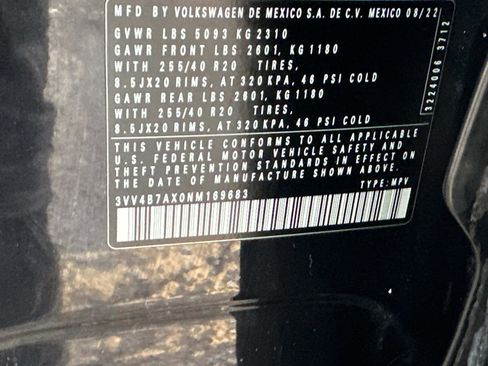 MFD BY VOLKSWAGEN DE MEXICO S.A. DE C.V. MEXICO 08/22
GVWR LBS 5093 KG 2310
GAWR FRONT LBS 2601, KG 1180
WITH 255/40 R20 TIRES,
8.5JX20 RIMS, AT 320 KPA, 46 PSI COLD
GAWR REAR LBS 2601, KG 1180
WITH 255/40 R20 TIRES,
8.5JX20 RIMS, AT 320 KPA, 46 PSI COLD
THIS VEHICLE CONFORMS TO ALL APPLICABLE
U.S. FEDERAL MOTOR VEHICLE SAFETY AND
THEFT PREVENTION STANDARDS IN EFFECT ON
THE DATE OF MANUFACTURE SHOWN ABOVE.
3VV4B7AX0NM169683
TYPE: MPV
3224006 3712